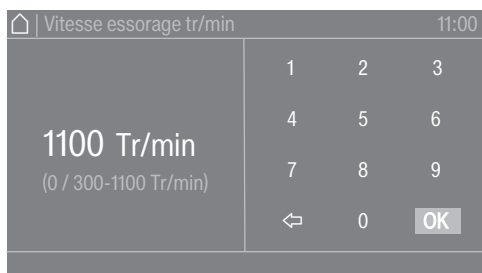 | Vitesse essorage tr/min 11:00
1100 Tr/min
(0 / 300-1100 Tr/min)
1 2 3
4 5 6
7 8 9
0 OK